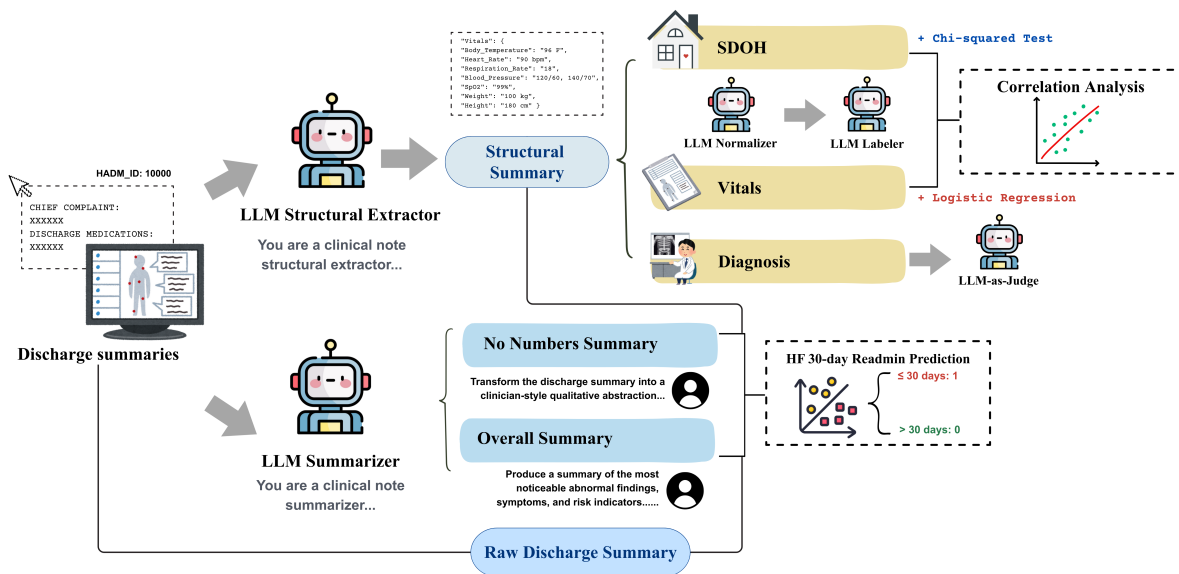 HADM_ID: 10000
CHIEF COMPLAINT:
XXXXXX
DISCHARGE MEDICATIONS:
XXXXXX
Discharge summaries
LLM Structural Extractor
You are a clinical note
structural extractor...
"Vitals": {
"Body_Temperature": "96 F",
"Heart_Rate": "90 bpm",
"Respiration_Rate": "18",
"Blood_Pressure": "120/60, 140/70",
"SpO2": "99%",
"Weight": "100 kg",
"Height": "180 cm" }
Structural
Summary
SDOH
LLM Normalizer
LLM Labeler
Vitals
Diagnosis
LLM-as-Judge
+ Chi-squared Test
Correlation Analysis
+ Logistic Regression
LLM Summarizer
You are a clinical note
summarizer...
No Numbers Summary
Transform the discharge summary into a
clinician-style qualitative abstraction...
Overall Summary
Produce a summary of the most
noticeable abnormal findings,
symptoms, and risk indicators......
HF 30-day Readmin Prediction
≤ 30 days: 1
> 30 days: 0
Raw Discharge Summary